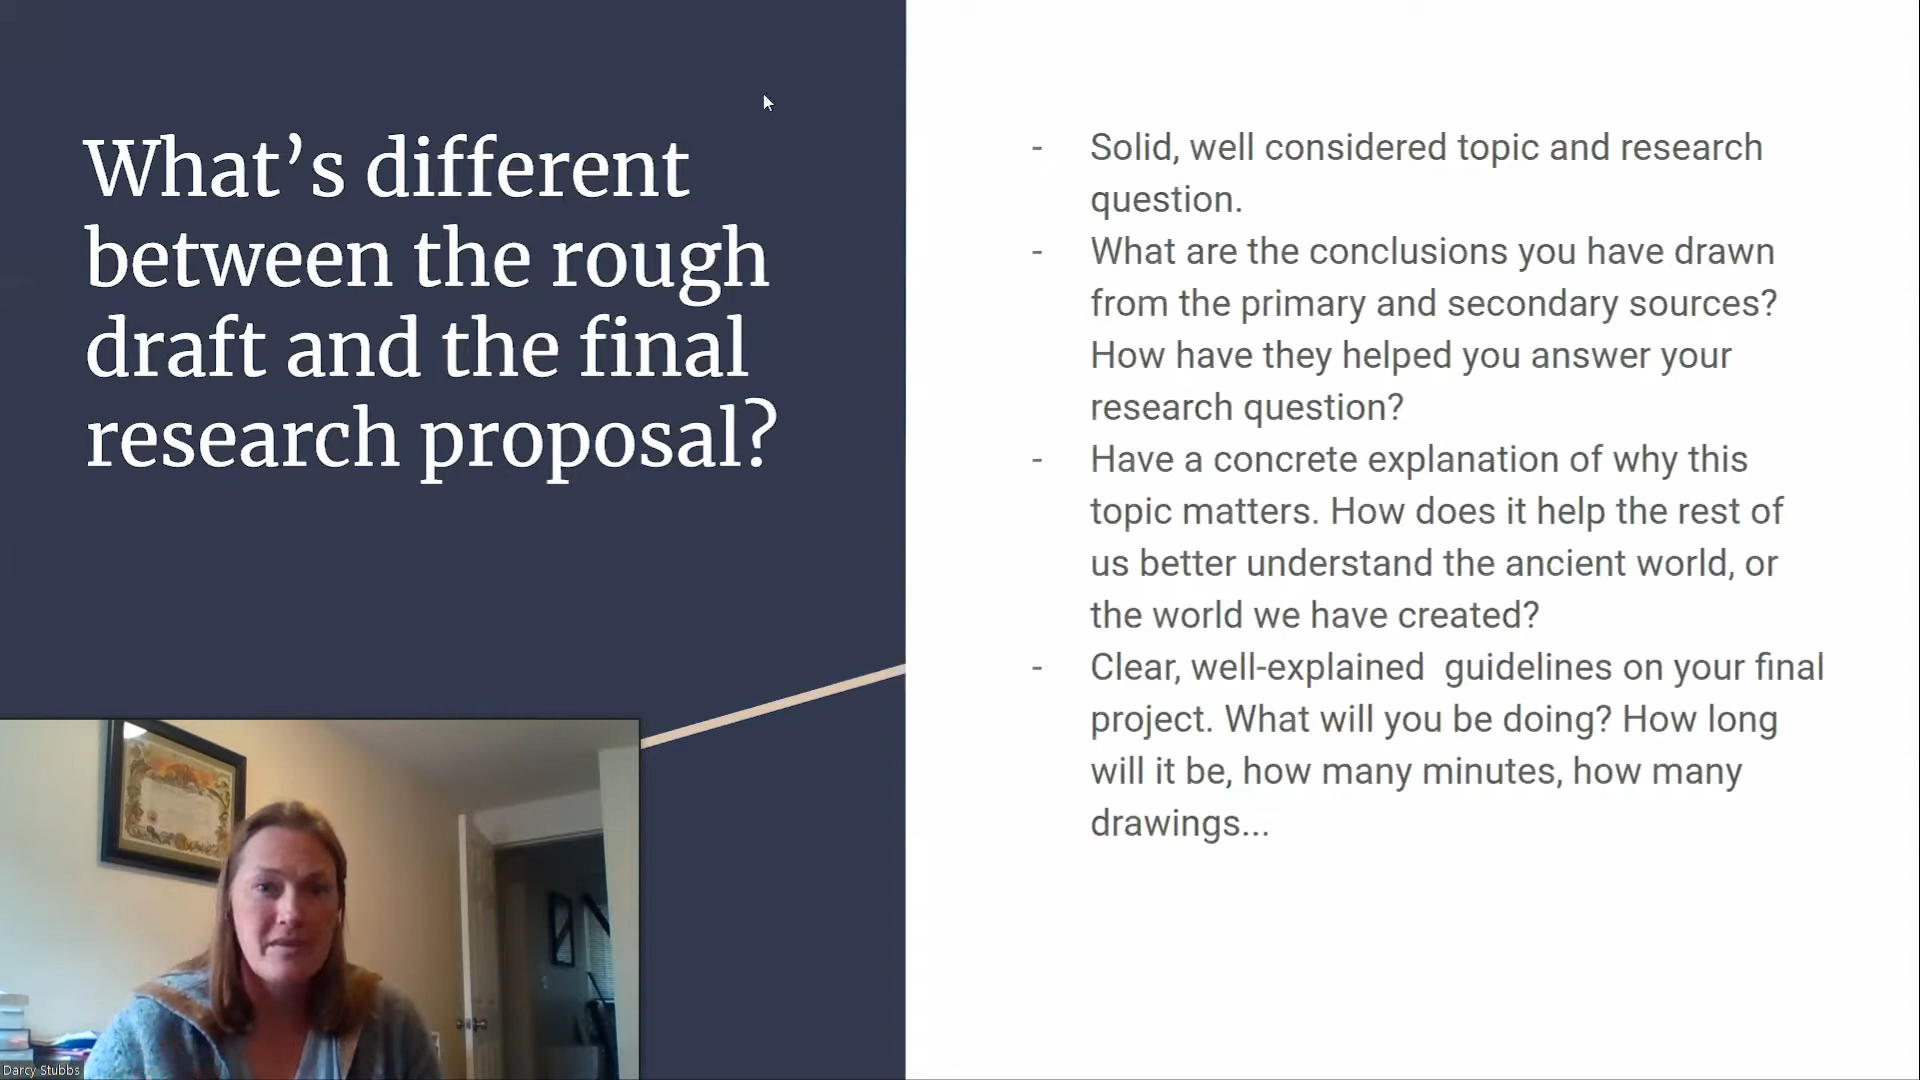 What's different
between the rough
draft and the final
research proposal?
- Solid, well considered topic and research
question.
- What are the conclusions you have drawn
from the primary and secondary sources?
How have they helped you answer your
research question?
- Have a concrete explanation of why this
topic matters. How does it help the rest of
us better understand the ancient world, or
the world we have created?
- Clear, well-explained  guidelines on your final
project. What will you be doing? How long
will it be, how many minutes, how many
drawings...
Darcy Stubbs